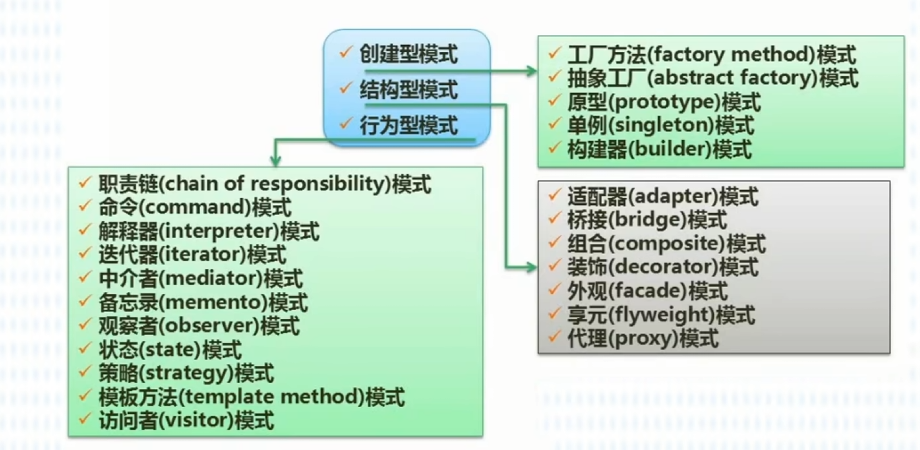 创建型模式
结构型模式
行为型模式
工厂方法(factory method)模式
抽象工厂(abstract factory)模式
原型(prototype)模式
单例(singleton)模式
构建器(builder)模式
职责链(chain of responsibility)模式
命令(command)模式
解释器(interpreter)模式
迭代器(iterator)模式
中介者(mediator)模式
备忘录(memento)模式
观察者(observer)模式
状态(state)模式
策略(strategy)模式
模板方法(template method)模式
访问者(visitor)模式
适配器(adapter)模式
桥接(bridge)模式
组合(composite)模式
装饰(decorator)模式
外观(facade)模式
享元(flyweight)模式
代理(proxy)模式